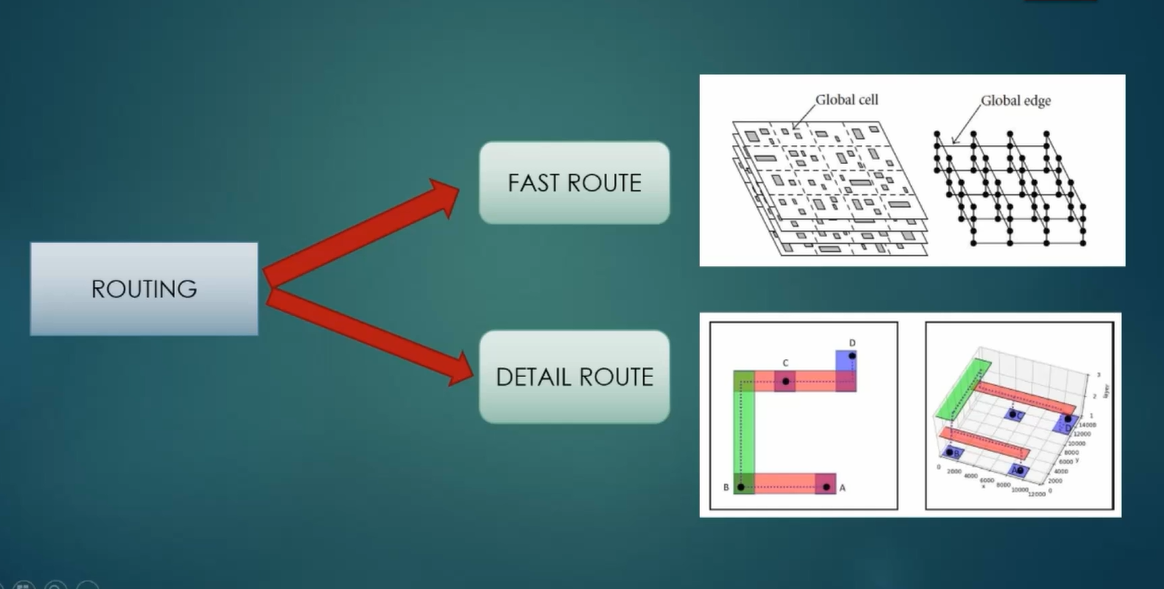 ROUTING
FAST ROUTE
DETAIL ROUTE
Global cell
Global edge
D
C
B
A
3
2
1
layer
14000
12000
10000
8000
6000
4000
2000
0
y
0
2000
4000
6000
8000
10000
12000
x
C
D
B
A